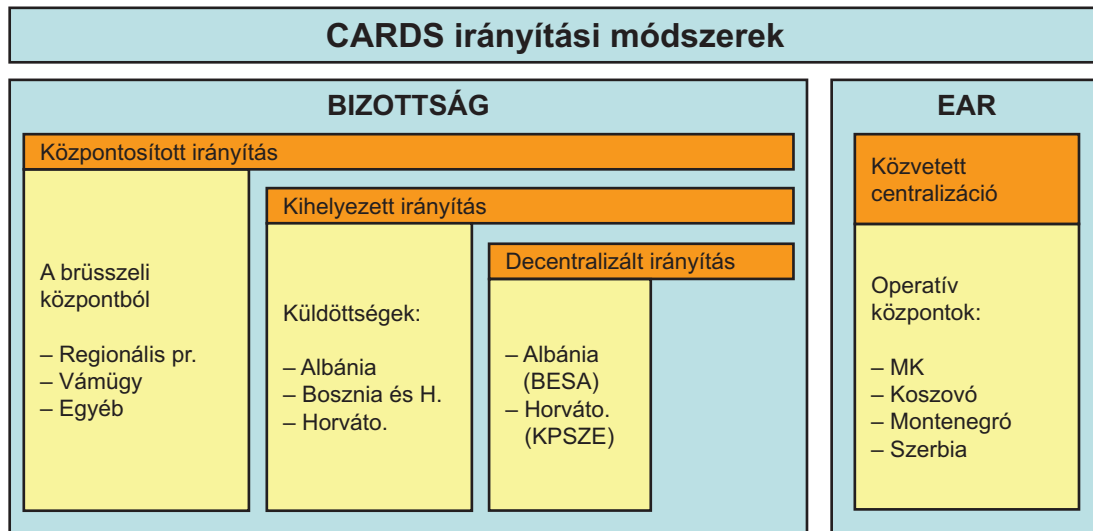 CARDS irányítási módszerek
BIZOTTSÁG
Központosított irányítás
A brüsszeli
központból
– Regionális pr.
– Vámügy
– Egyéb
Kihelyezett irányítás
Küldöttségek:
– Albánia
– Bosznia és H.
– Horváto.
Decentralizált irányítás
– Albánia
(BESA)
– Horváto.
(KPSZE)
EAR
Közvetett
centralizáció
Operatív
központok:
– MK
– Koszovó
– Montenegró
– Szerbia